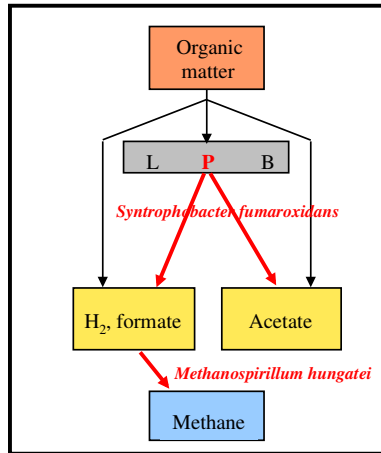 Organic
matter
L P B
Syntrophobacter fumaroxidans
H₂, formate
Acetate
Methanospirillum hungatei
Methane